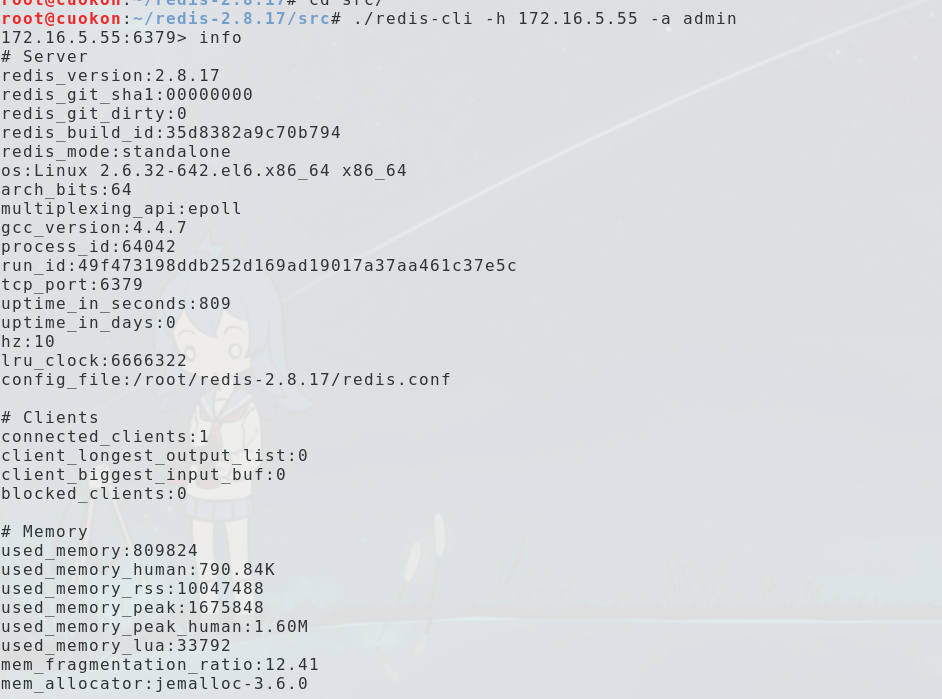 root@cuokon:~/redis-2.8.17# cd src/
root@cuokon:~/redis-2.8.17/src# ./redis-cli -h 172.16.5.55 -a admin
172.16.5.55:6379> info
# Server
redis_version:2.8.17
redis_git_sha1:00000000
redis_git_dirty:0
redis_build_id:35d8382a9c70b794
redis_mode:standalone
os:Linux 2.6.32-642.el6.x86_64 x86_64
arch_bits:64
multiplexing_api:epoll
gcc_version:4.4.7
process_id:64042
run_id:49f473198ddb252d169ad19017a37aa461c37e5c
tcp_port:6379
uptime_in_seconds:809
uptime_in_days:0
hz:10
lru_clock:6666322
config_file:/root/redis-2.8.17/redis.conf

# Clients
connected_clients:1
client_longest_output_list:0
client_biggest_input_buf:0
blocked_clients:0

# Memory
used_memory:809824
used_memory_human:790.84K
used_memory_rss:10047488
used_memory_peak:1675848
used_memory_peak_human:1.60M
used_memory_lua:33792
mem_fragmentation_ratio:12.41
mem_allocator:jemalloc-3.6.0